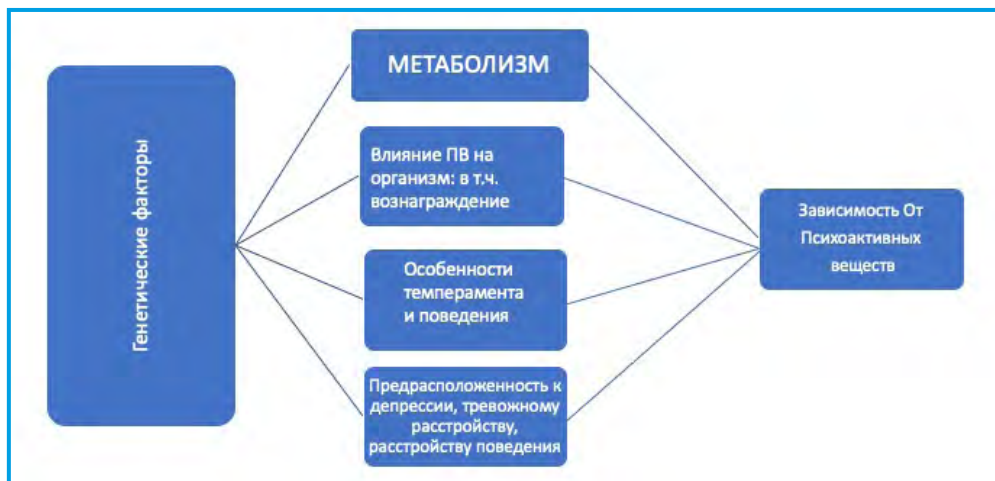 Генетические факторы
МЕТАБОЛИЗМ
Влияние ПВ на
организм: в т.ч.
вознаграждение
Особенности
темперамента
и поведения
Предрасположенность к
депрессии, тревожному
расстройству,
расстройству поведения
Зависимость От
Психоактивных
веществ